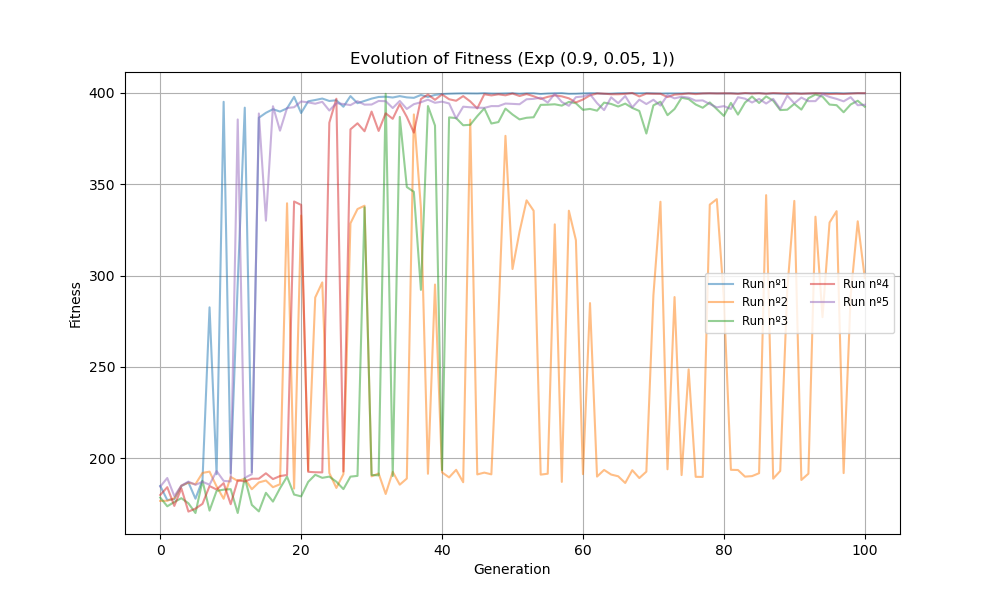 Evolution of Fitness (Exp (0.9, 0.05, 1))
Fitness
400
350
300
250
200
Run nº1
Run nº2
Run nº3
Run nº4
Run nº5
0 20 40 60 80 100
Generation